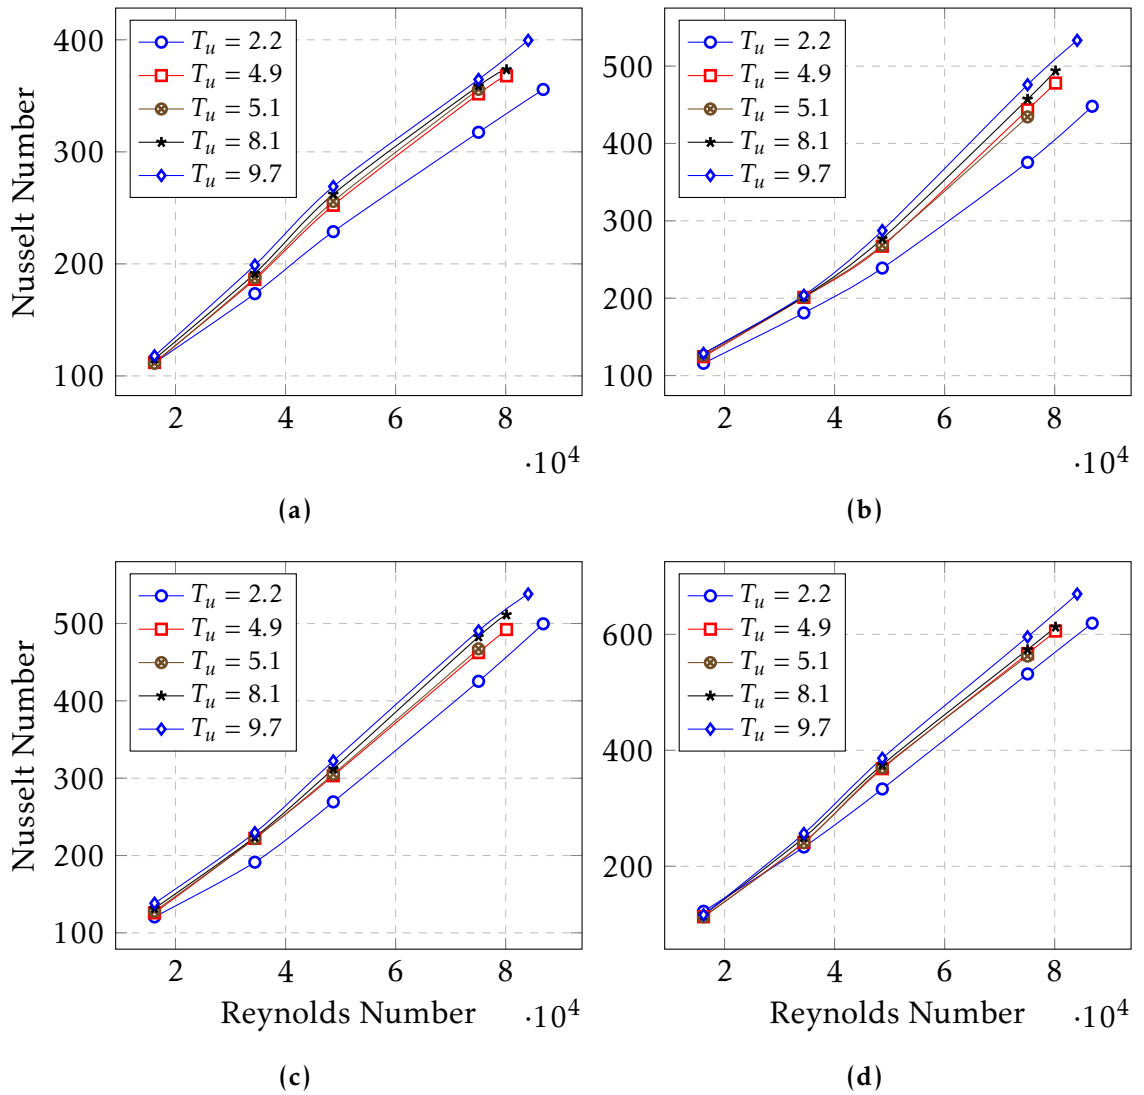 400
300
200
100
Nusselt Number
T_u = 2.2
T_u = 4.9
T_u = 5.1
T_u = 8.1
T_u = 9.7
2 4 6 8
·10^4
(a)
500
400
300
200
100
T_u = 2.2
T_u = 4.9
T_u = 5.1
T_u = 8.1
T_u = 9.7
2 4 6 8
·10^4
(b)
500
400
300
200
100
Nusselt Number
T_u = 2.2
T_u = 4.9
T_u = 5.1
T_u = 8.1
T_u = 9.7
2 4 6 8
Reynolds Number
·10^4
(c)
600
400
200
T_u = 2.2
T_u = 4.9
T_u = 5.1
T_u = 8.1
T_u = 9.7
2 4 6 8
Reynolds Number
·10^4
(d)